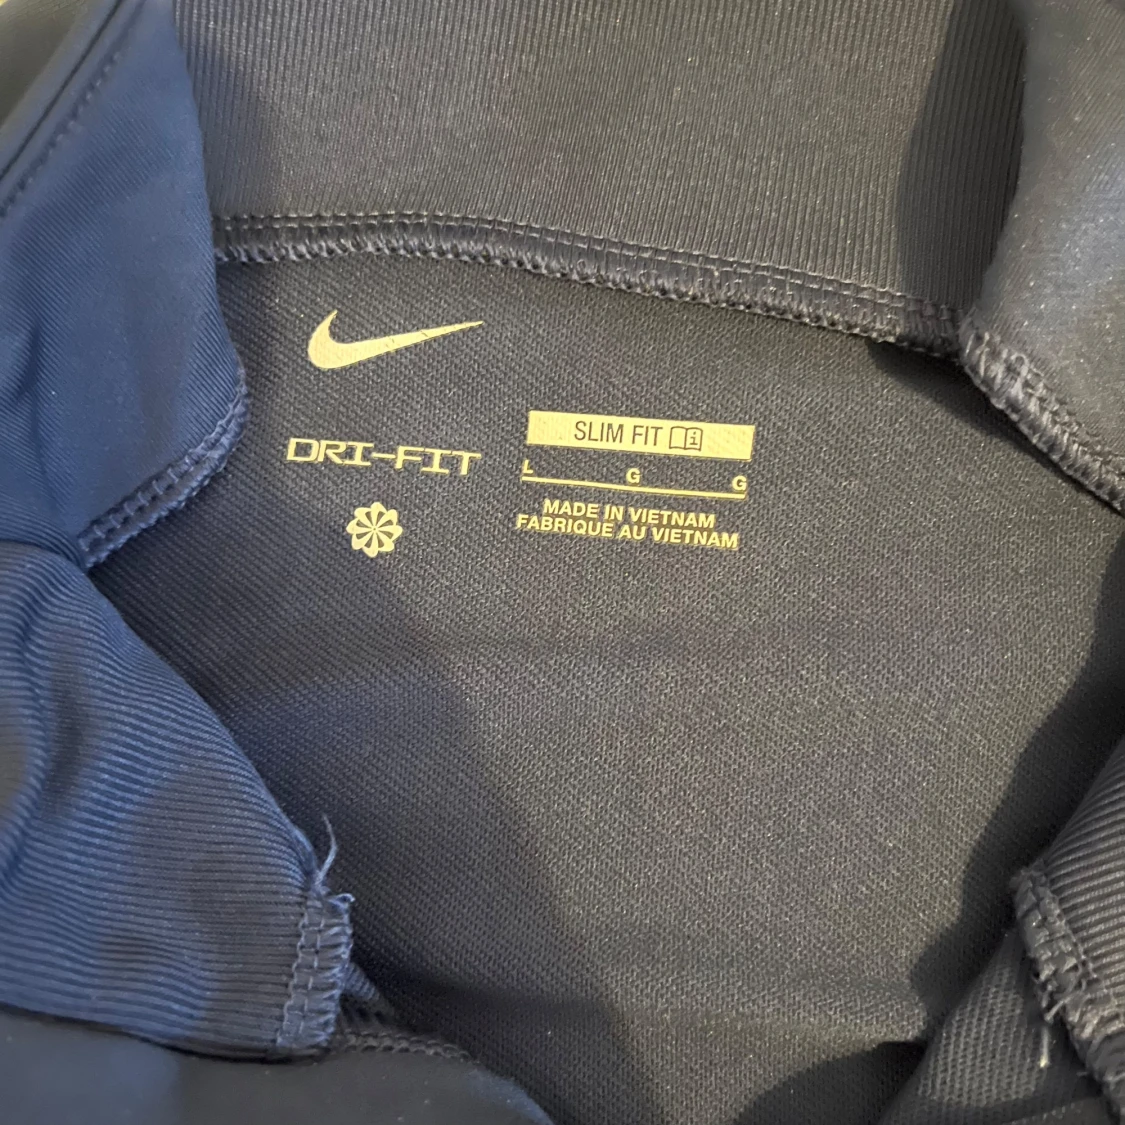 DRI-FIT
SLIM FIT
L G G
MADE IN VIETNAM
FABRIQUE AU VIETNAM